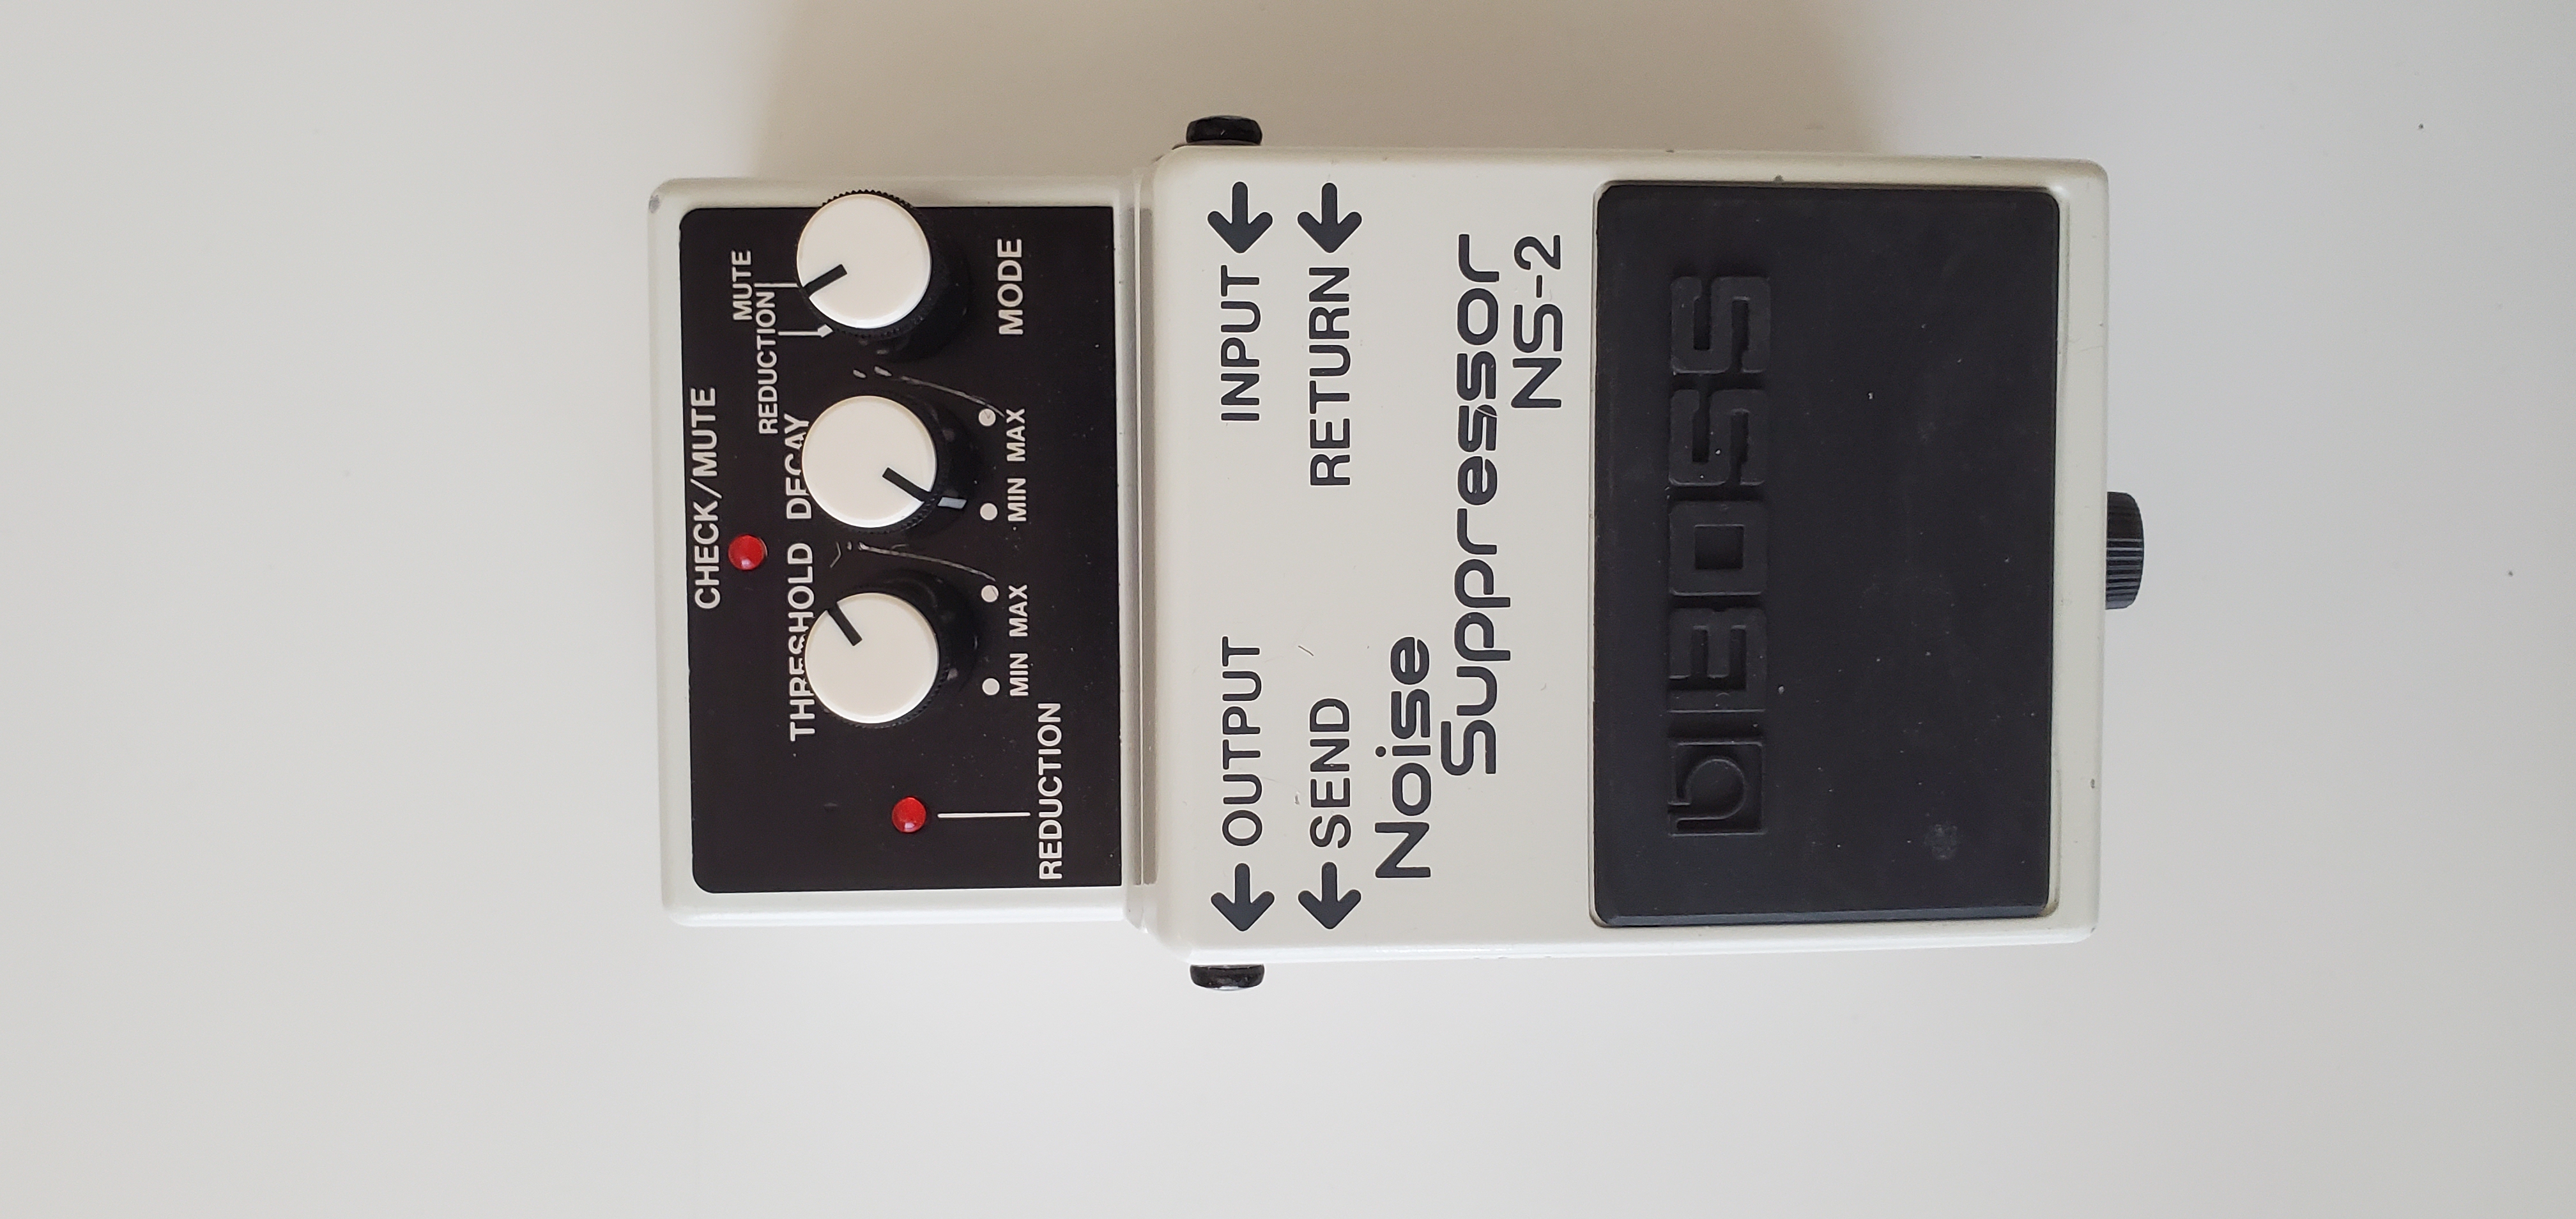 CHECK/MUTE
MUTE
REDUCTION
THRESHOLD DECAY
MIN MAX MIN MAX MODE
REDUCTION
←OUTPUT INPUT←
←SEND RETURN←
Noise
Suppressor
NS-2
BOSS